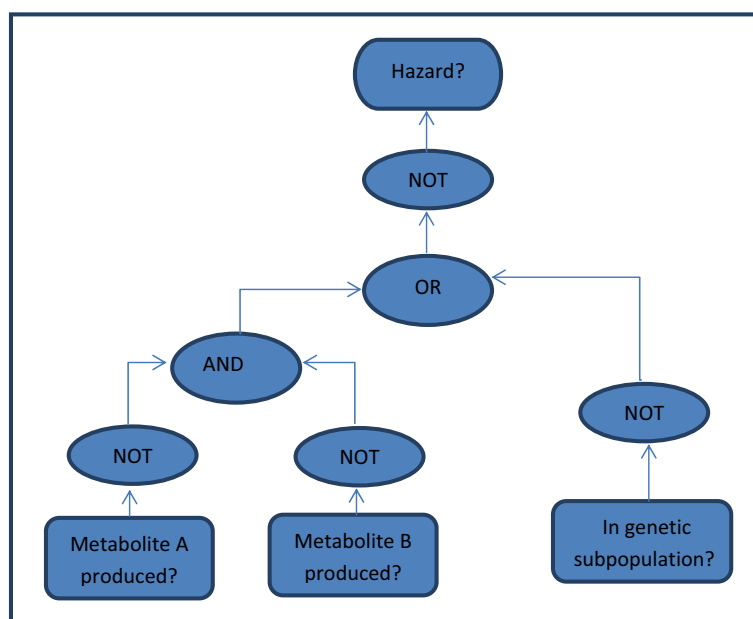 Hazard?
NOT
OR
AND
NOT
NOT
NOT
Metabolite A
produced?
Metabolite B
produced?
In genetic
subpopulation?